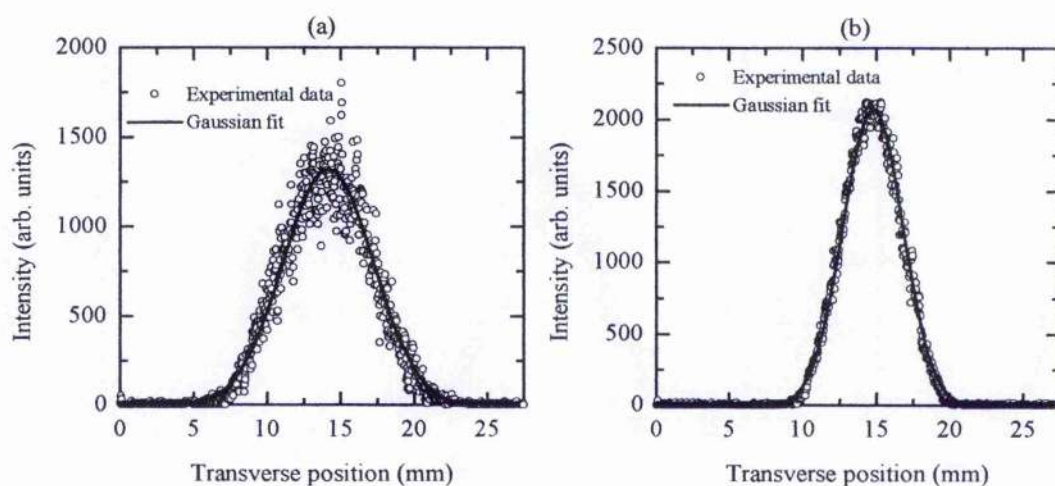 (a)
2000
1500
1000
500
0
Intensity (arb. units)
Experimental data
Gaussian fit
0 5 10 15 20 25
Transverse position (mm)
(b)
2500
2000
1500
1000
500
0
Intensity (arb. units)
Experimental data
Gaussian fit
0 5 10 15 20 25
Transverse position (mm)